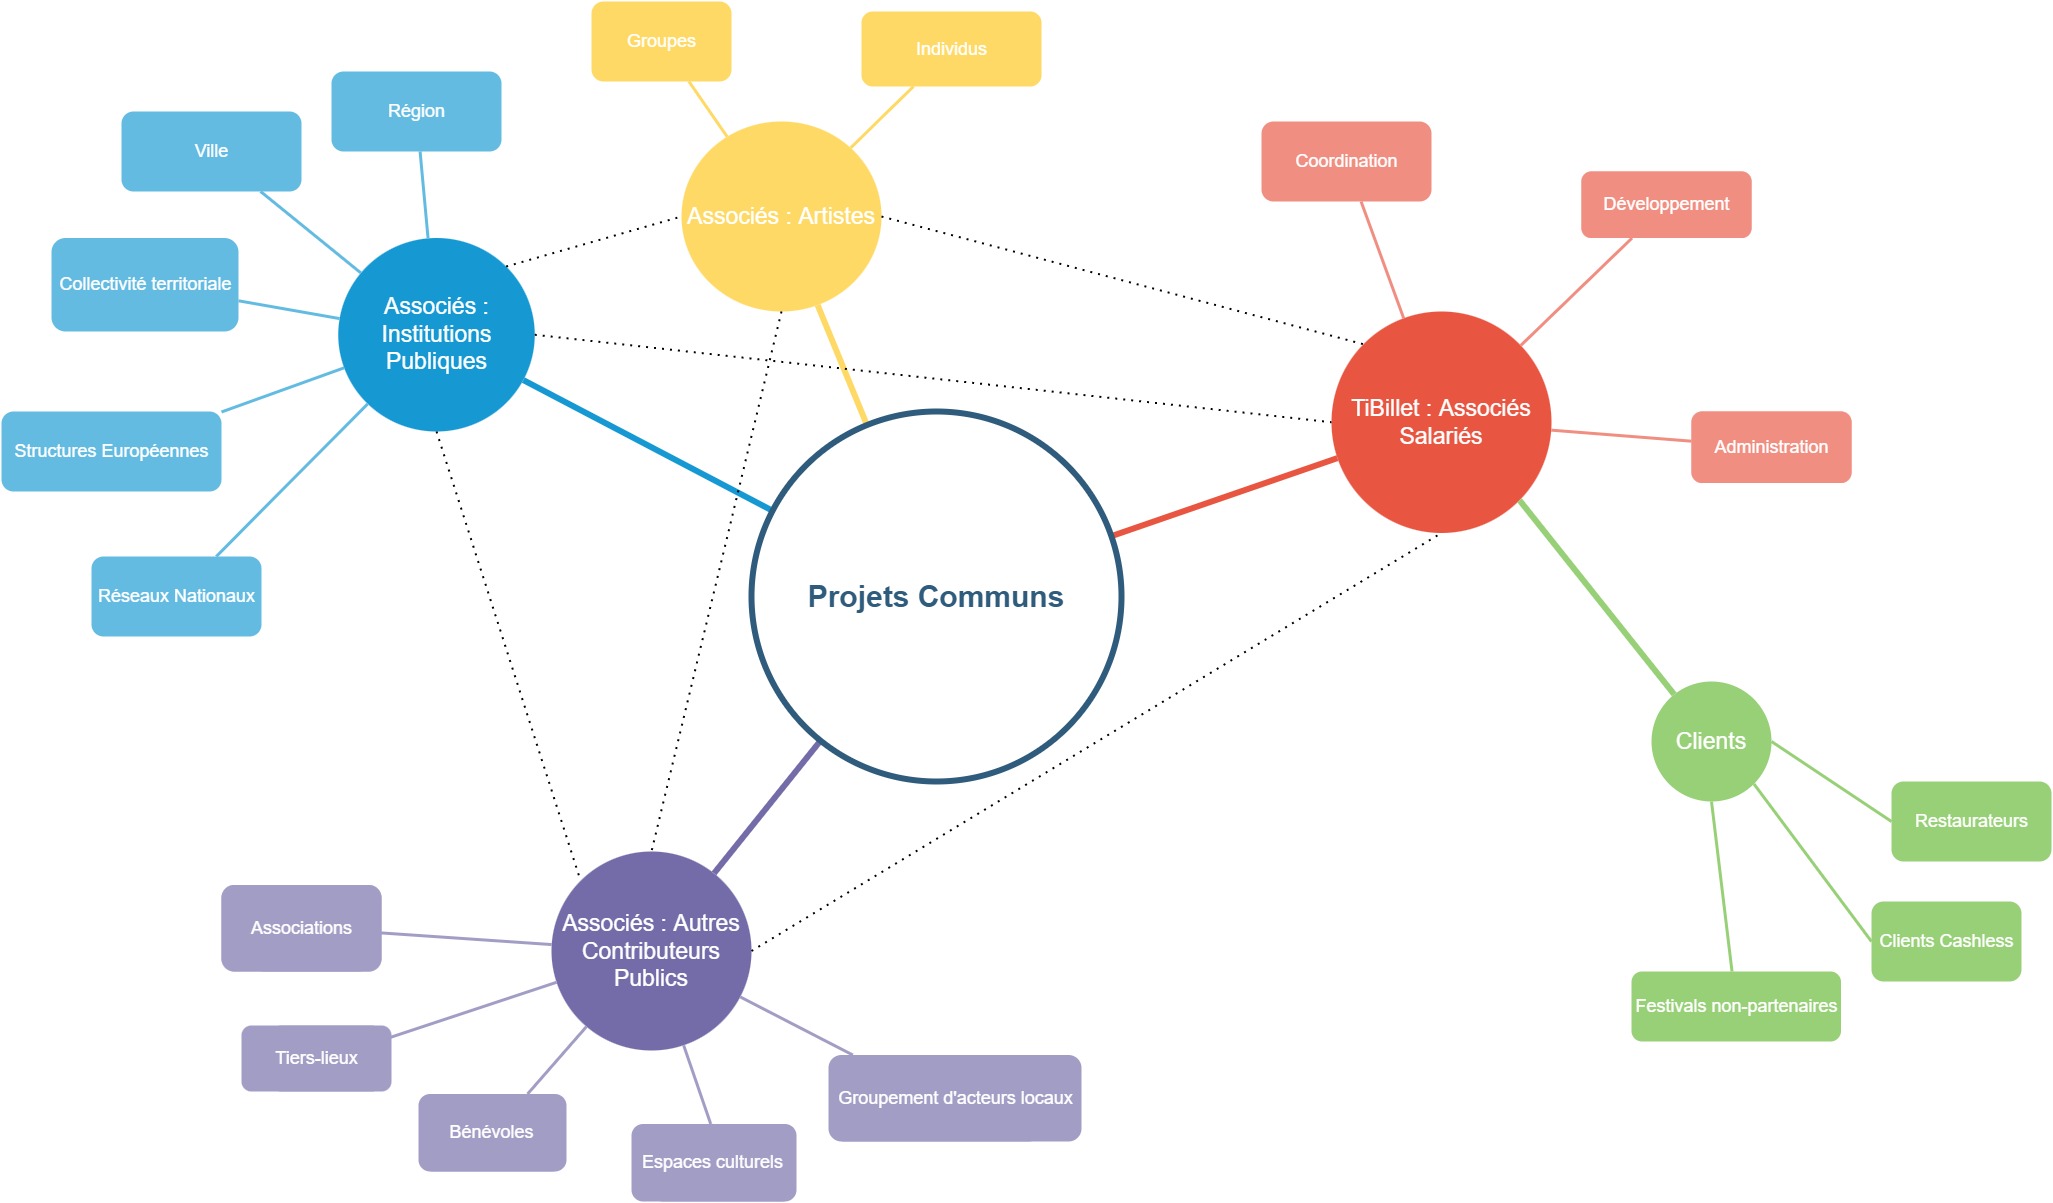 Groupes
Individus
Région
Ville
Coordination
Développement
Associés : Artistes
Collectivité territoriale
Associés :
Institutions
Publiques
TiBillet : Associés
Salariés
Structures Européennes
Administration
Réseaux Nationaux
Projets Communs
Clients
Restaurateurs
Associations
Associés : Autres
Contributeurs
Publics
Clients Cashless
Festivals non-partenaires
Tiers-lieux
Groupement d'acteurs locaux
Bénévoles
Espaces culturels